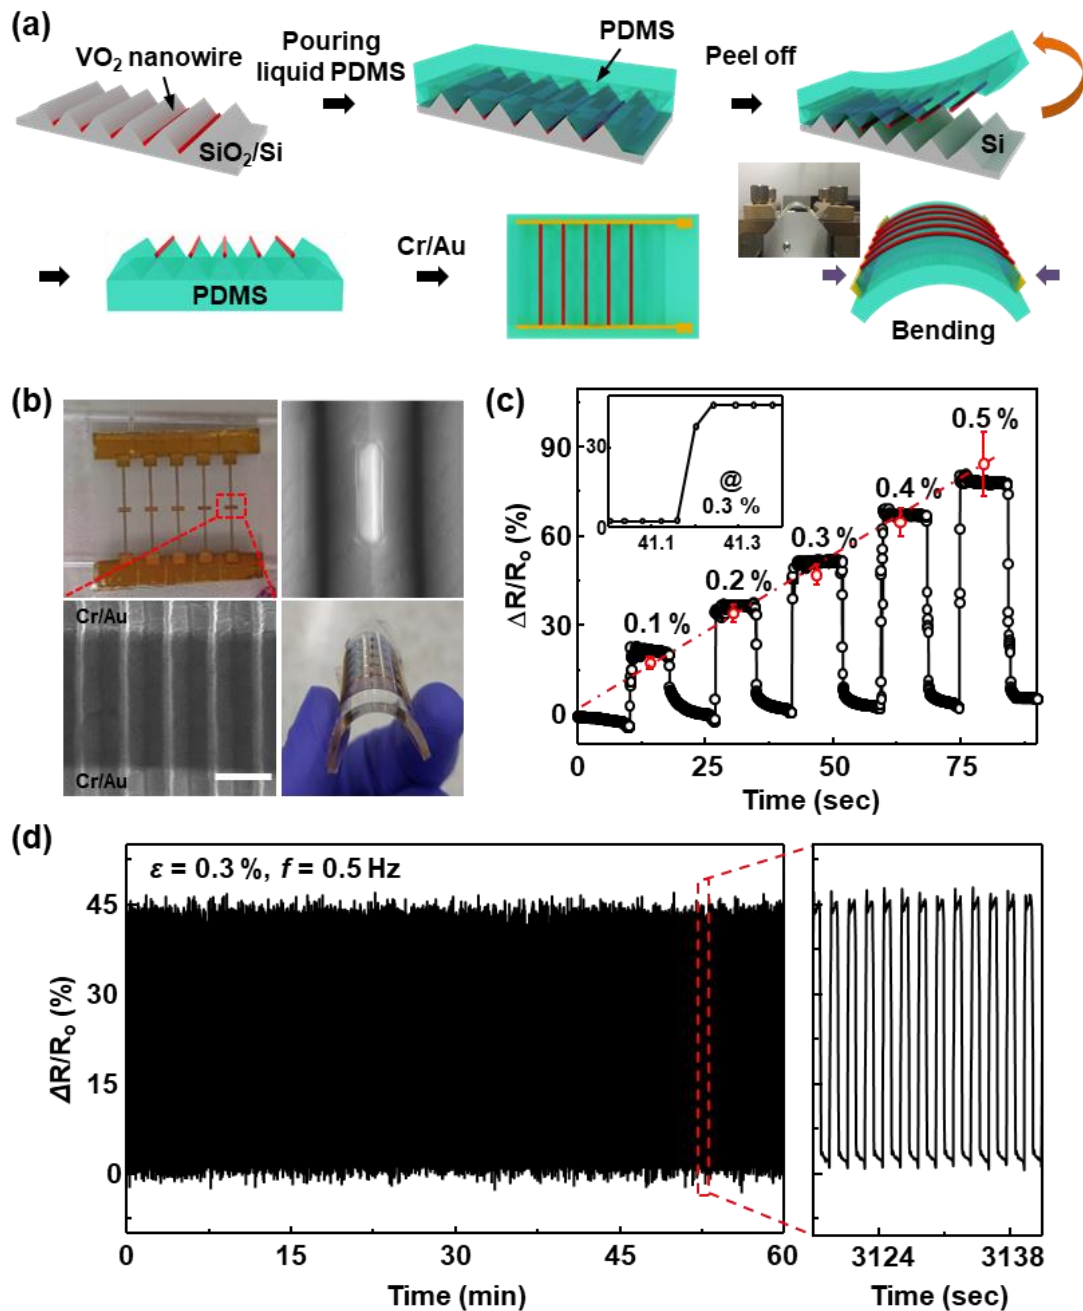 (a)
VO₂ nanowire
SiO₂/Si
Pouring
liquid PDMS
PDMS
Peel off
Si
PDMS
Cr/Au
Bending
(b)
Cr/Au
Cr/Au
(c)
ΔR/Rₒ (%)
90
60
30
0
0
25
50
75
Time (sec)
0.1 %
0.2 %
0.3 %
0.4 %
0.5 %
30
0
41.1
41.3
@
0.3 %
(d)
ε = 0.3 %, f = 0.5 Hz
ΔR/Rₒ (%)
45
30
15
0
0
15
30
45
60
Time (min)
3124
3138
Time (sec)